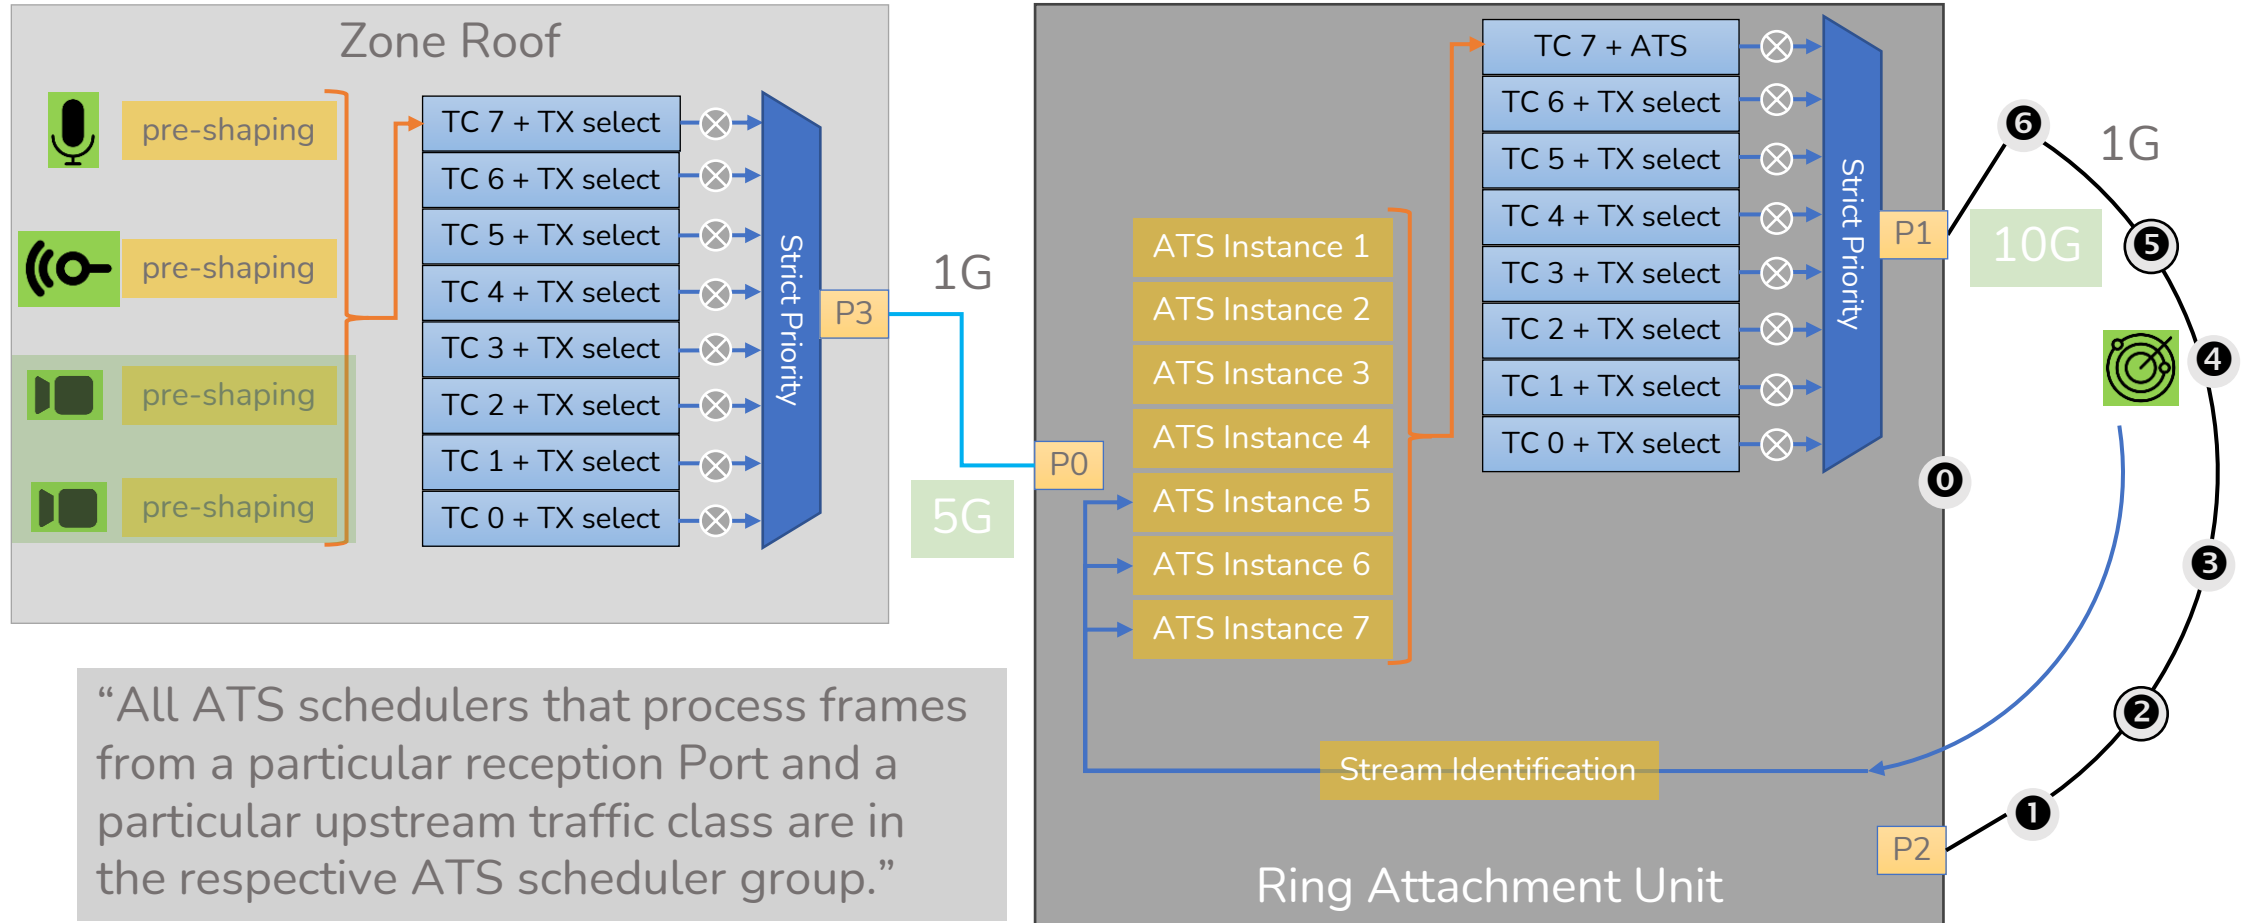 Zone Roof
pre-shaping
pre-shaping
pre-shaping
pre-shaping
TC 7 + TX select
TC 6 + TX select
TC 5 + TX select
TC 4 + TX select
TC 3 + TX select
TC 2 + TX select
TC 1 + TX select
TC 0 + TX select
Strict Priority
P3
1G
5G
“All ATS schedulers that process frames
from a particular reception Port and a
particular upstream traffic class are in
the respective ATS scheduler group.”
P0
ATS Instance 1
ATS Instance 2
ATS Instance 3
ATS Instance 4
ATS Instance 5
ATS Instance 6
ATS Instance 7
TC 7 + ATS
TC 6 + TX select
TC 5 + TX select
TC 4 + TX select
TC 3 + TX select
TC 2 + TX select
TC 1 + TX select
TC 0 + TX select
Strict Priority
P1
Stream Identification
P2
Ring Attachment Unit
1G
10G
6
5
4
0
3
2
1